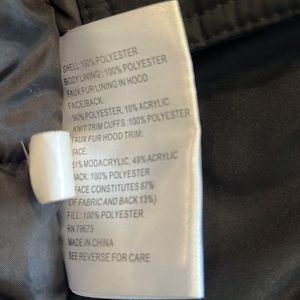 SHELL: 100% POLYESTER
BODY LINING: 100% POLYESTER
FAUX FUR LINING IN HOOD
FACE/BACK:
90% POLYESTER, 10% ACRYLIC
KNIT TRIM CUFFS: 100% POLYESTER
FAUX FUR HOOD TRIM:
FACE:
51% MODACRYLIC, 49% ACRYLIC
BACK: 100% POLYESTER
FACE CONSTITUTES 87%
OF FABRIC AND BACK 13%)
FILL: 100% POLYESTER
RN 79675
MADE IN CHINA
SEE REVERSE FOR CARE